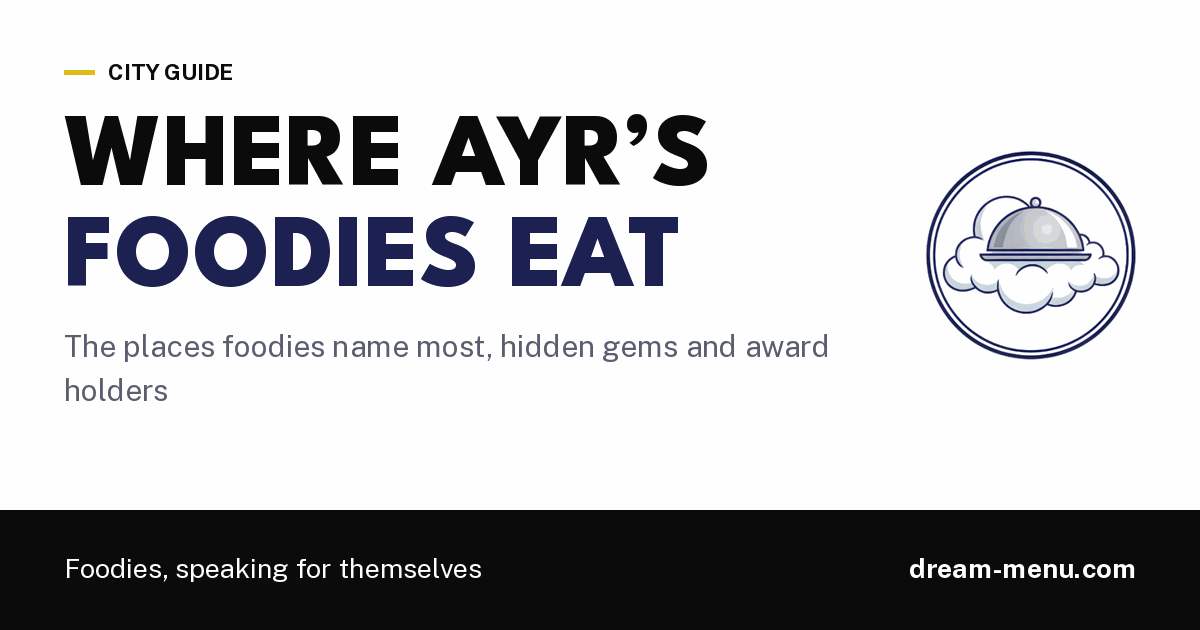 CITY GUIDE
WHERE AYR’S
FOODIES EAT
The places foodies name most, hidden gems and award
holders
Foodies, speaking for themselves
dream-menu.com